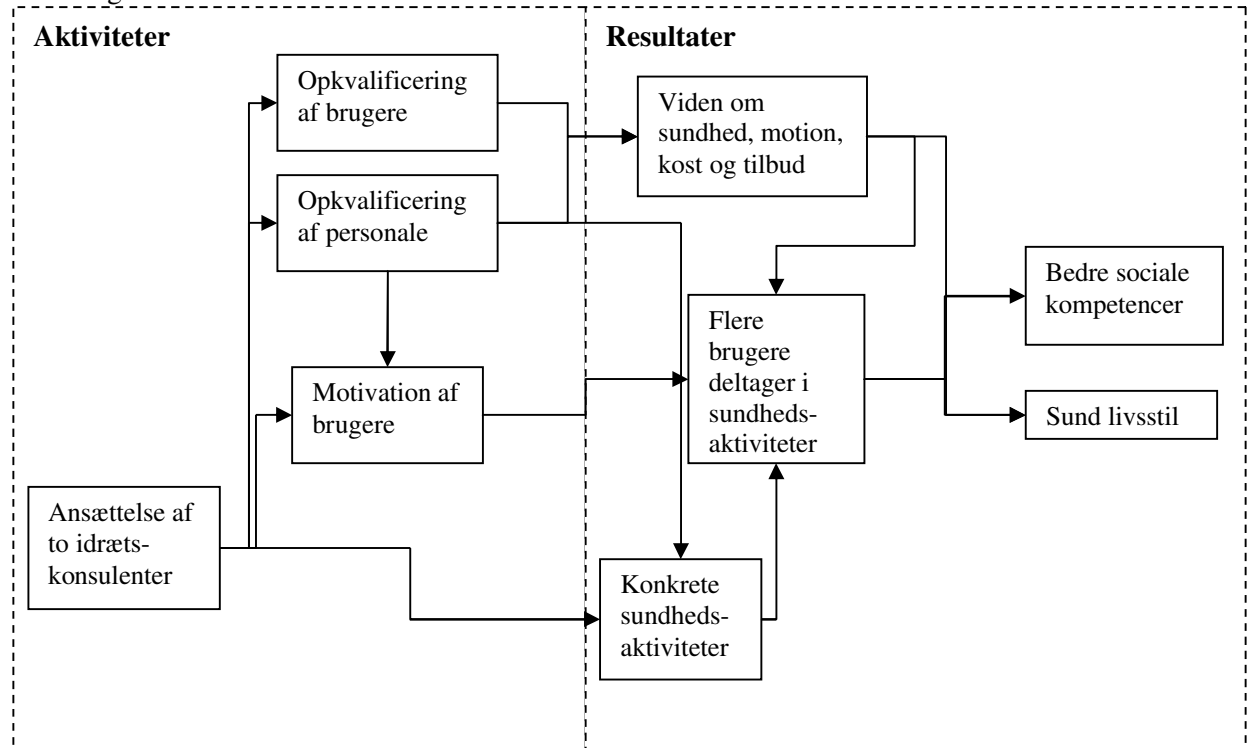 Aktiviteter
Opkvalificering
af brugere
Opkvalificering
af personale
Motivation af
brugere
Ansættelse af
to idræts-
konsulenter
Resultater
Viden om
sundhed, motion,
kost og tilbud
Flere
brugere
deltager i
sundheds-
aktiviteter
Konkrete
sundheds-
aktiviteter
Bedre sociale
kompetencer
Sund livsstil